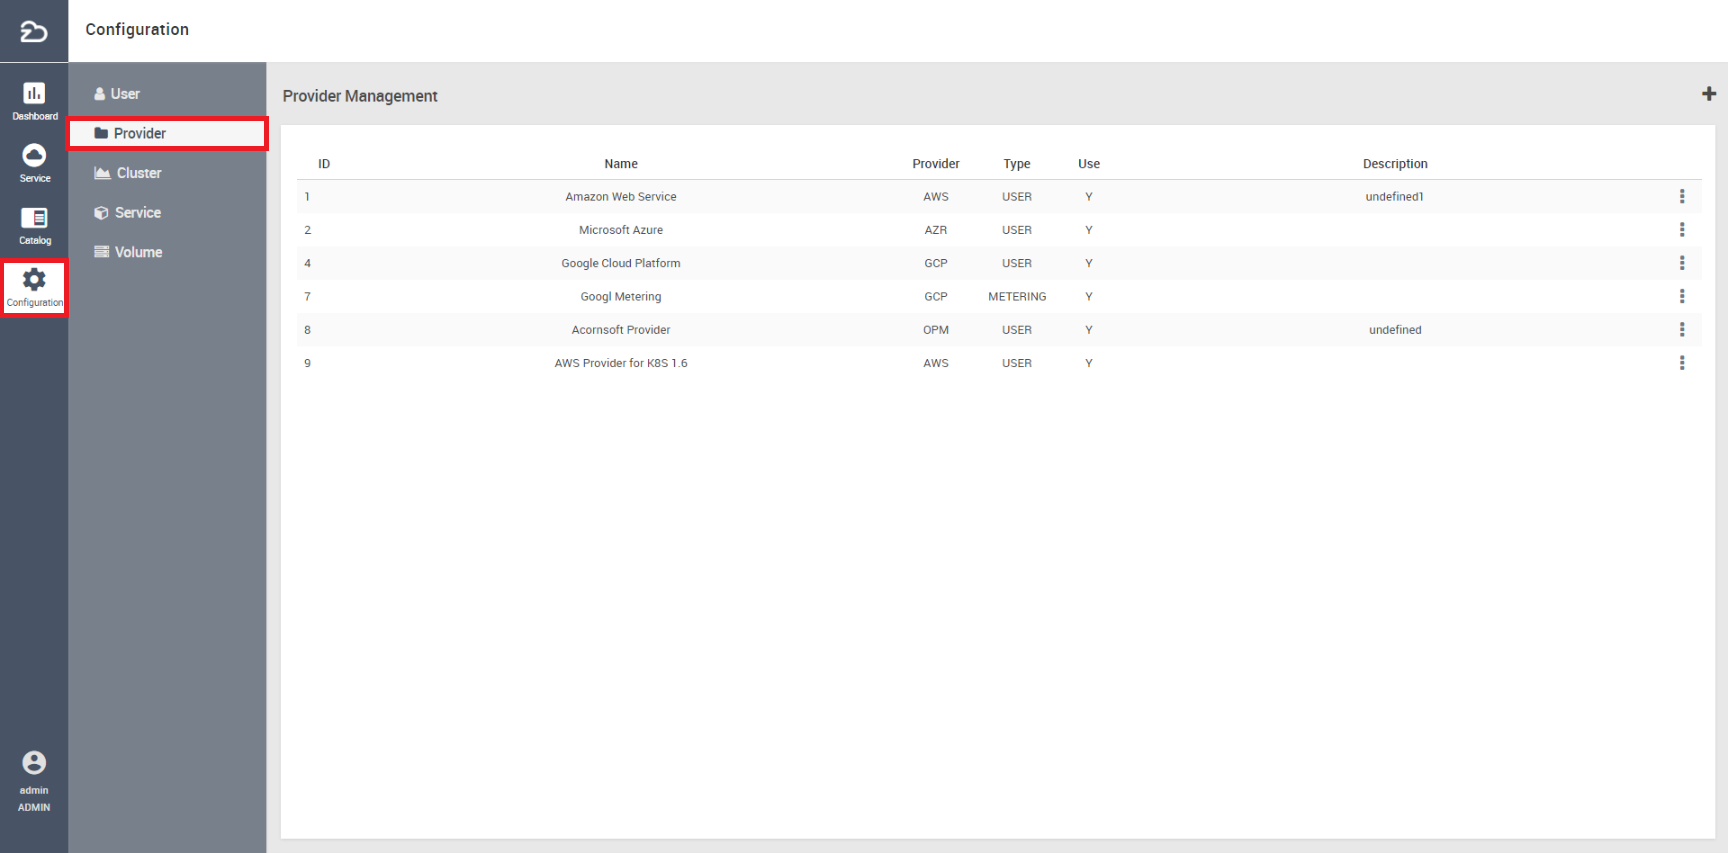 Configuration
Dashboard
Service
Catalog
Configuration
admin
ADMIN
User
Provider
Cluster
Service
Volume
Provider Management
ID Name Provider Type Use Description
1 Amazon Web Service AWS USER Y undefined1
2 Microsoft Azure AZR USER Y
4 Google Cloud Platform GCP USER Y
7 Googl Metering GCP METERING Y
8 Acornsoft Provider OPM USER Y undefined
9 AWS Provider for K8S 1.6 AWS USER Y